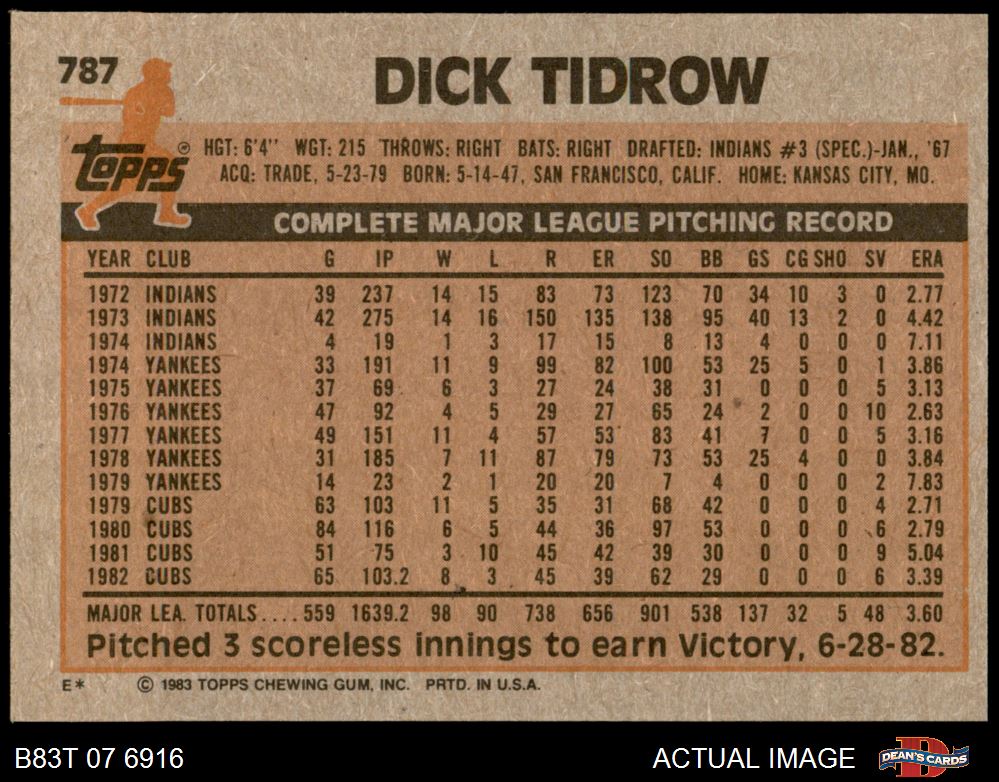 787
DICK TIDROW
Topps ®
HGT: 6'4" WGT: 215 THROWS: RIGHT BATS: RIGHT DRAFTED: INDIANS #3 (SPEC.)-JAN., '67
ACQ: TRADE, 5-23-79 BORN: 5-14-47, SAN FRANCISCO, CALIF. HOME: KANSAS CITY, MO.
COMPLETE MAJOR LEAGUE PITCHING RECORD
YEAR CLUB G IP W L R ER SO BB GS CG SHO SV ERA
1972 INDIANS 39 237 14 15 83 73 123 70 34 10 3 0 2.77
1973 INDIANS 42 275 14 16 150 135 138 95 40 13 2 0 4.42
1974 INDIANS 4 19 1 3 17 15 8 13 4 0 0 0 7.11
1974 YANKEES 33 191 11 9 99 82 100 53 25 5 0 1 3.86
1975 YANKEES 37 69 6 3 27 24 38 31 0 0 0 5 3.13
1976 YANKEES 47 92 4 5 29 27 65 24 2 0 0 10 2.63
1977 YANKEES 49 151 11 4 57 53 83 41 7 0 0 5 3.16
1978 YANKEES 31 185 7 11 87 79 73 53 25 4 0 0 3.84
1979 YANKEES 14 23 2 1 20 20 7 4 0 0 0 2 7.83
1979 CUBS 63 103 11 5 35 31 68 42 0 0 0 4 2.71
1980 CUBS 84 116 6 5 44 36 97 53 0 0 0 6 2.79
1981 CUBS 51 75 3 10 45 42 39 30 0 0 0 9 5.04
1982 CUBS 65 103.2 8 3 45 39 62 29 0 0 0 6 3.39
MAJOR LEA. TOTALS.... 559 1639.2 98 90 738 656 901 538 137 32 5 48 3.60
Pitched 3 scoreless innings to earn Victory, 6-28-82.
E* © 1983 TOPPS CHEWING GUM, INC. PRTD. IN U.S.A.
B83T 07 6916 ACTUAL IMAGE DEAN'S CARDS